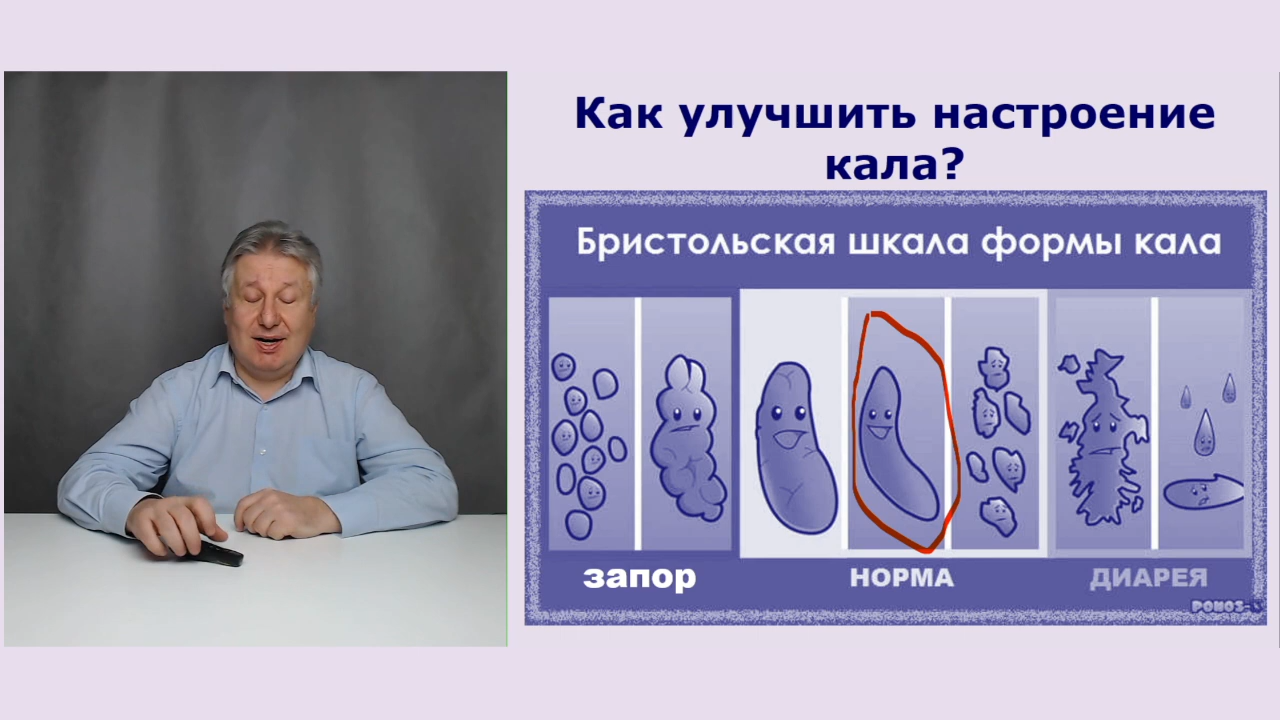 Как улучшить настроение
кала?
Бристольская шкала формы кала
запор
НОРМА
ДИАРЕЯ